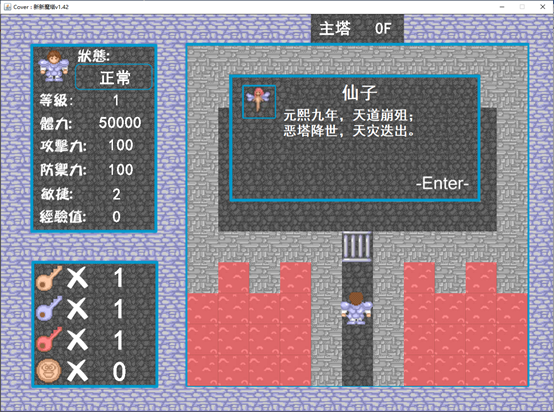 Cover：新新魔塔v1.42
主塔 0F
狀態:
正常
等級: 1
體力: 50000
攻擊力: 100
防禦力: 100
敏捷: 2
經驗值: 0
1
1
1
0
仙子
元熙九年，天道崩殂；
恶塔降世，天灾迭出。
-Enter-